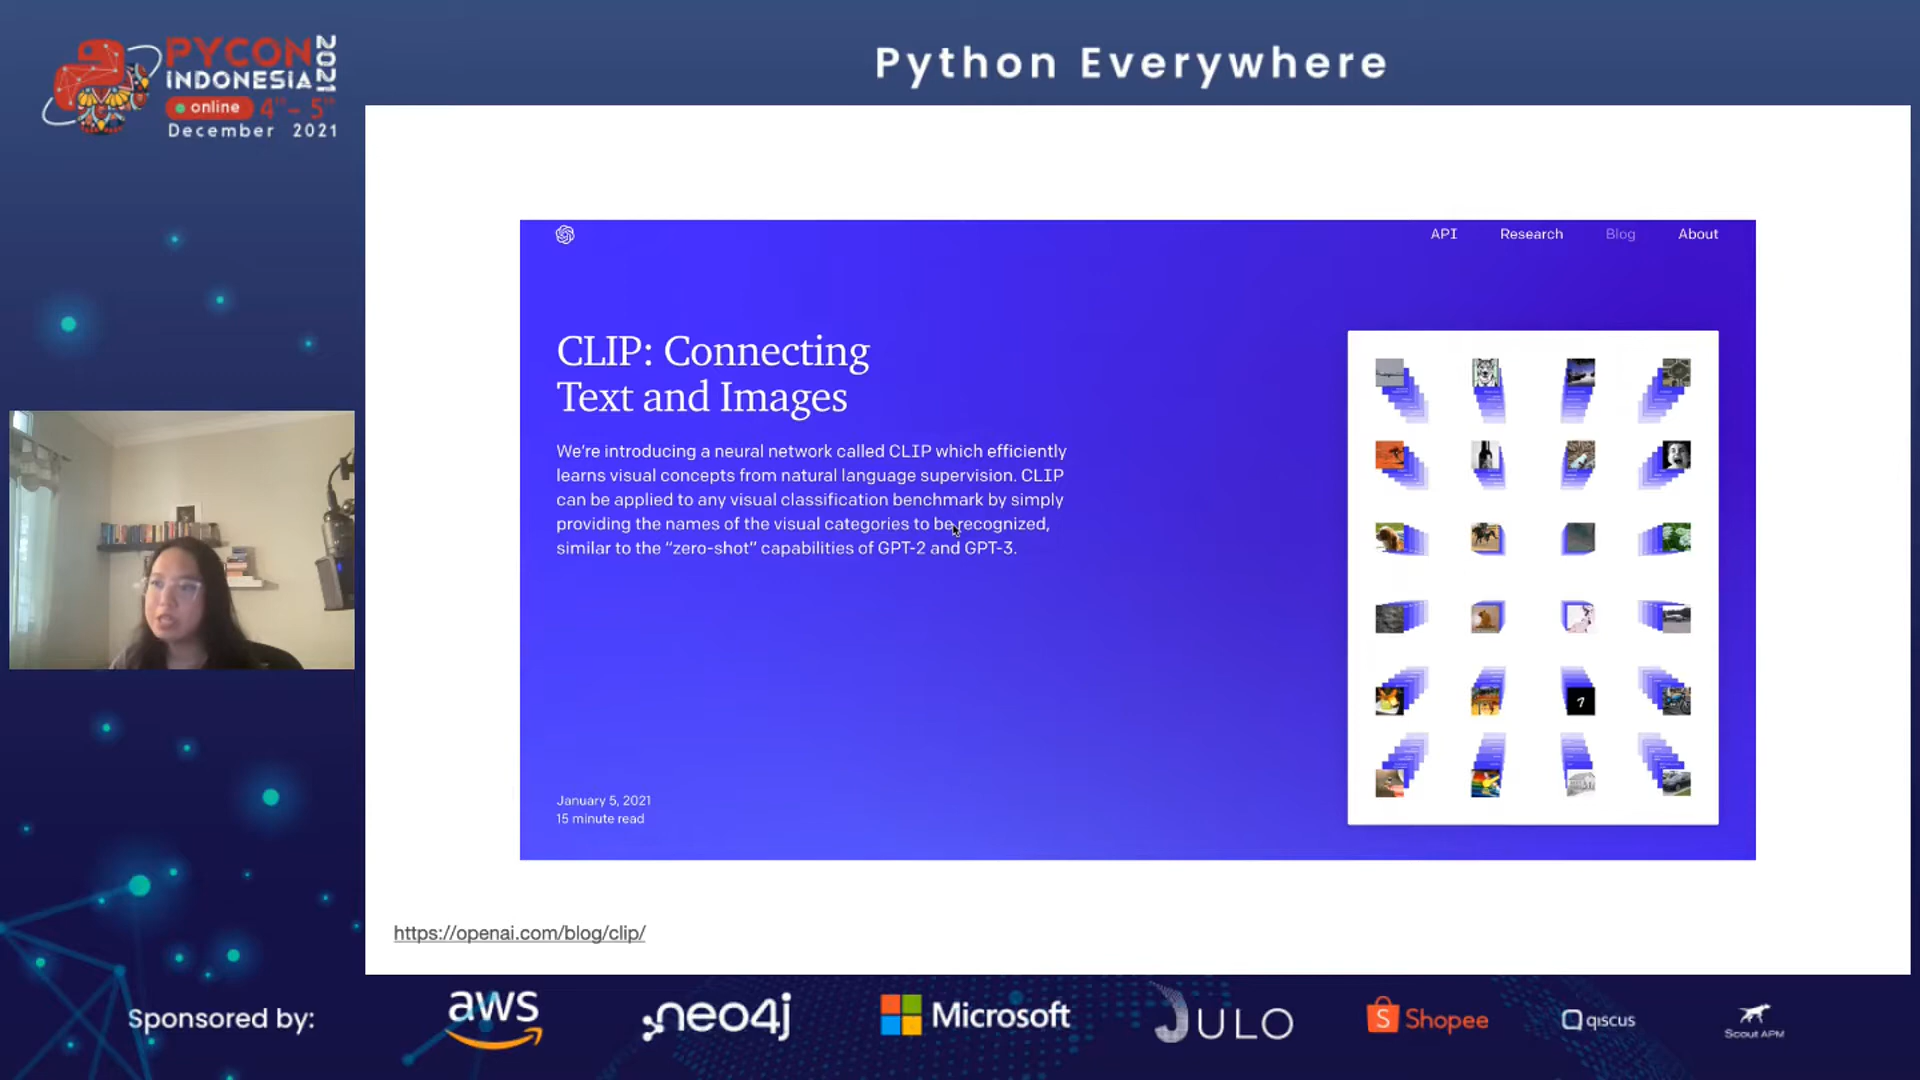 PYCON
INDONESIA
2021
online 4th - 5th
December 2021
Python Everywhere
API Research Blog About
CLIP: Connecting
Text and Images
We're introducing a neural network called CLIP which efficiently
learns visual concepts from natural language supervision. CLIP
can be applied to any visual classification benchmark by simply
providing the names of the visual categories to be recognized,
similar to the “zero-shot” capabilities of GPT-2 and GPT-3.
January 5, 2021
15 minute read
https://openai.com/blog/clip/
Sponsored by:
aws
neo4j
Microsoft
JULO
Shopee
qiscus
Scout APM